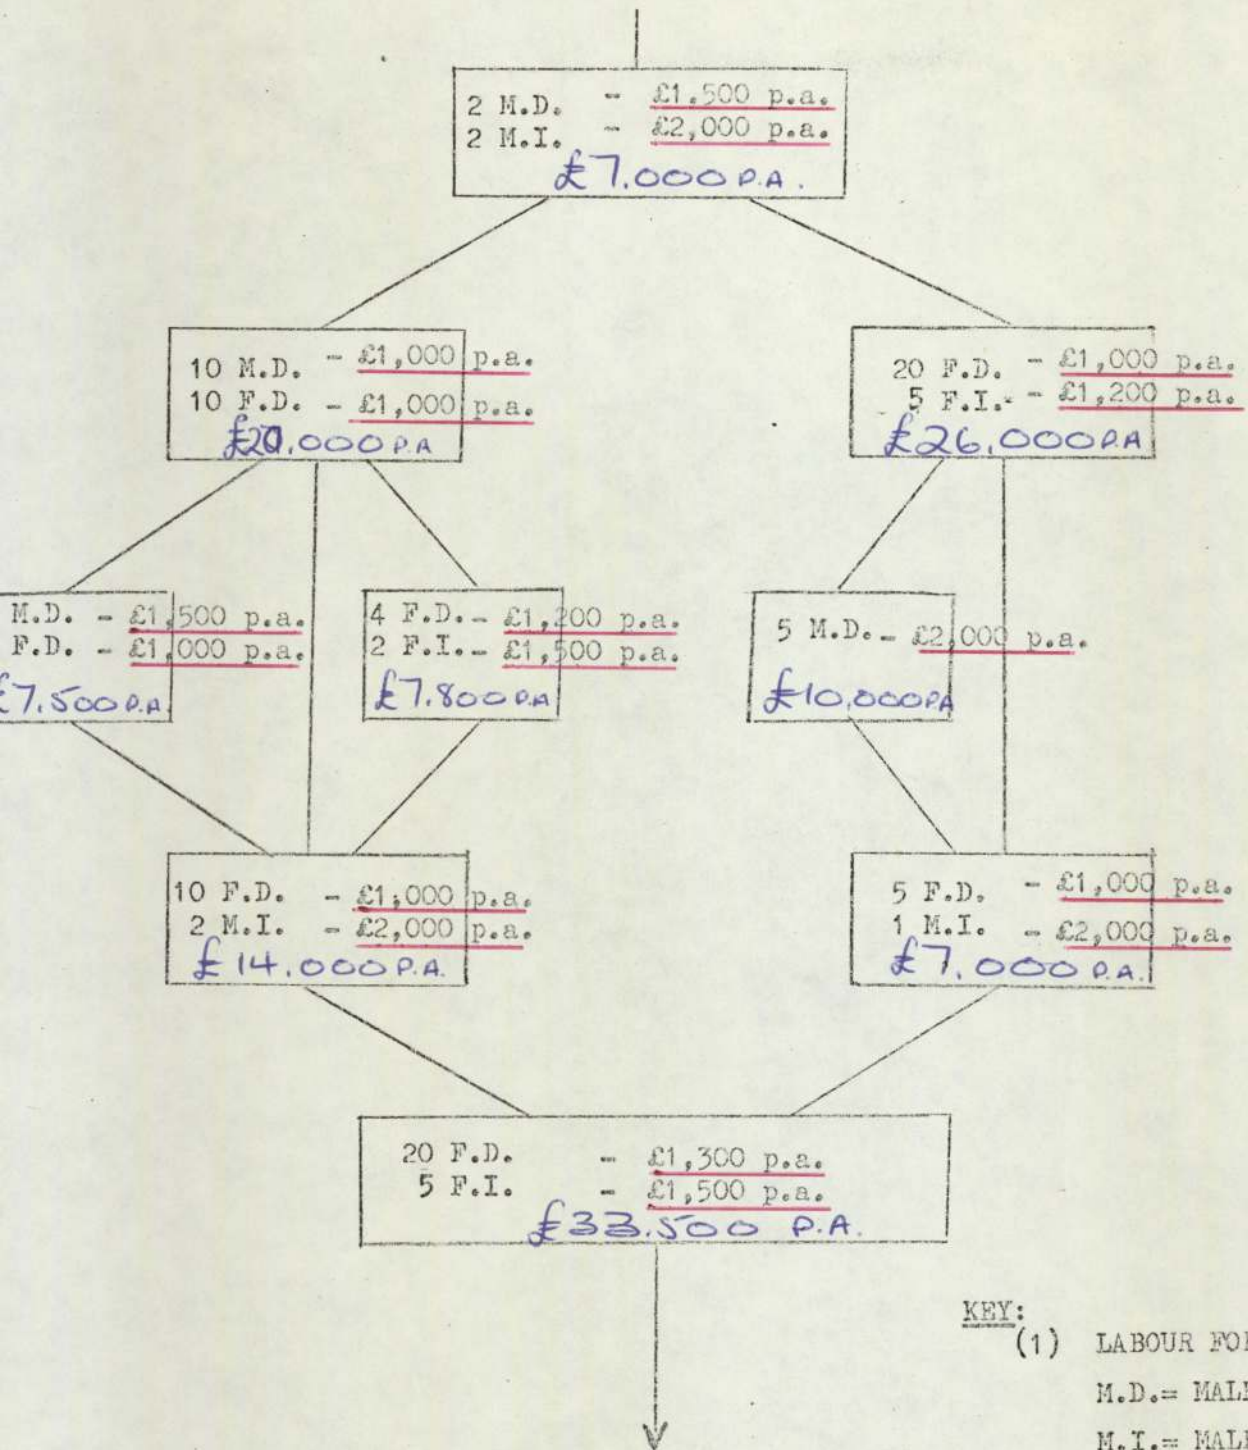 2 M.D. - £1.500 p.a.
2 M.I. - £2,000 p.a.
£7.000 P.A.
10 M.D. - £1,000 p.a.
10 F.D. - £1,000 p.a.
£20.000 P.A
20 F.D. - £1,000 p.a.
5 F.I. - £1,200 p.a.
£26.000 P.A
M.D. - £1,500 p.a.
F.D. - £1,000 p.a.
£7.500 P.A
4 F.D. - £1,200 p.a.
2 F.I. - £1,500 p.a.
£7.800 P.A
5 M.D. - £2,000 p.a.
£10.000 P.A
10 F.D. - £1,000 p.a.
2 M.I. - £2,000 p.a.
£14.000 P.A.
5 F.D. - £1,000 p.a.
1 M.I. - £2,000 p.a.
£7.000 P.A.
20 F.D. - £1,300 p.a.
5 F.I. - £1,500 p.a.
£33.500 P.A.
KEY:
(1) LABOUR
M.D.=
M.I.=